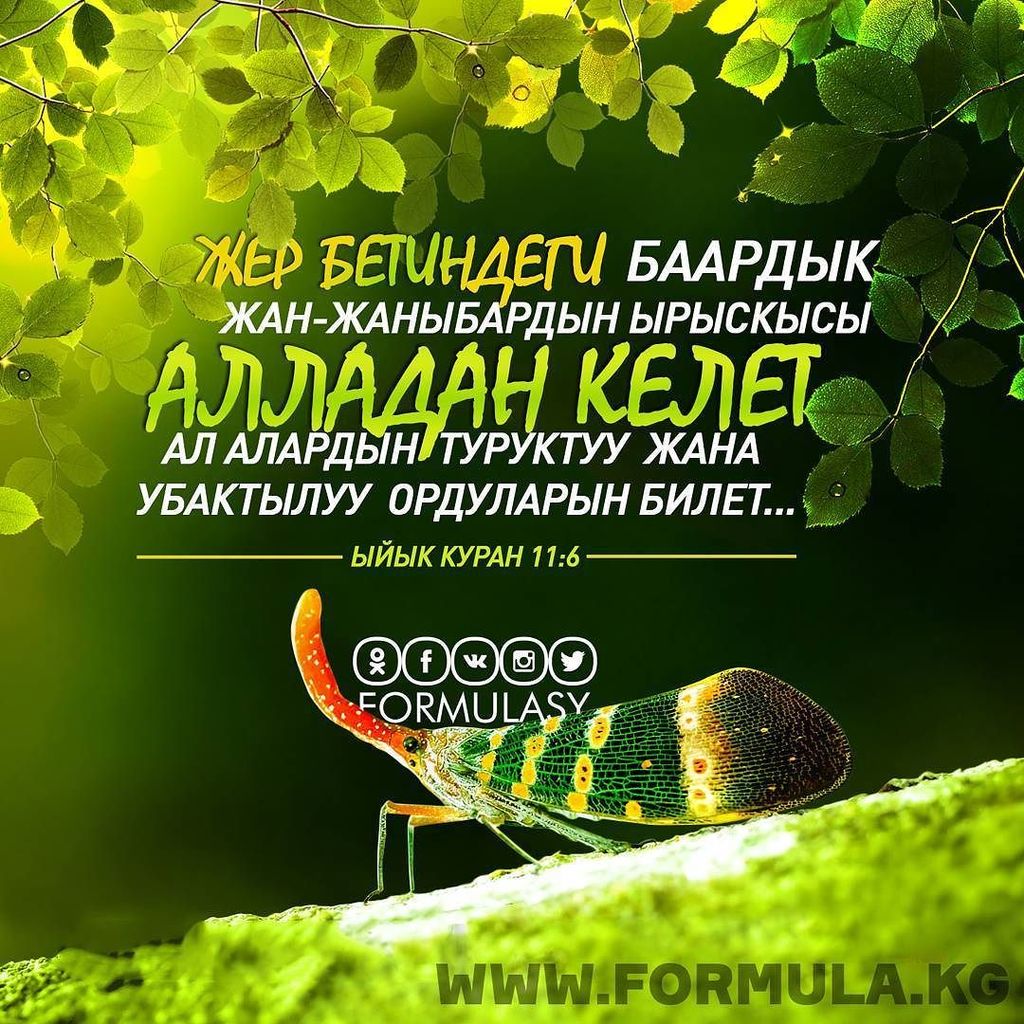 ЖЕР БЕТИНДЕГИ БААРДЫК
ЖАН-ЖАНЫБАРДЫН ЫРЫСКЫСЫ
АЛЛАДАН КЕЛЕТ
АЛ АЛАРДЫН ТУРУКТУУ ЖАНА
УБАКТЫЛУУ ОРДУЛАРЫН БИЛЕТ...
ЫЙЫК КУРАН 11:6
FORMULASY
WWW.FORMULA.KG